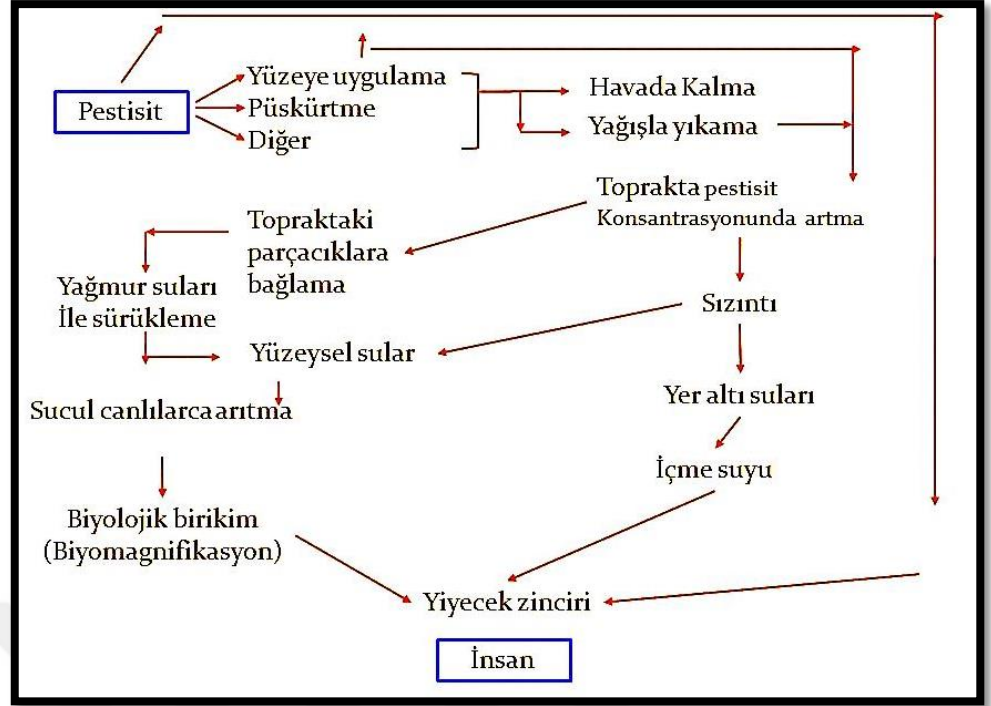 Pestisit
Yüzeye uygulama
Püskürtme
Diğer
Havada Kalma
Yağışla yıkama
Toprakta pestisit
Konsantrasyonunda artma
Topraktaki
parçacıklara
bağlama
Yağmur suları
İle sürükleme
Sızıntı
Yüzeysel sular
Yer altı suları
Sucul canlılarca arıtma
İçme suyu
Biyolojik birikim
(Biyomagnifikasyon)
Yiyecek zinciri
İnsan